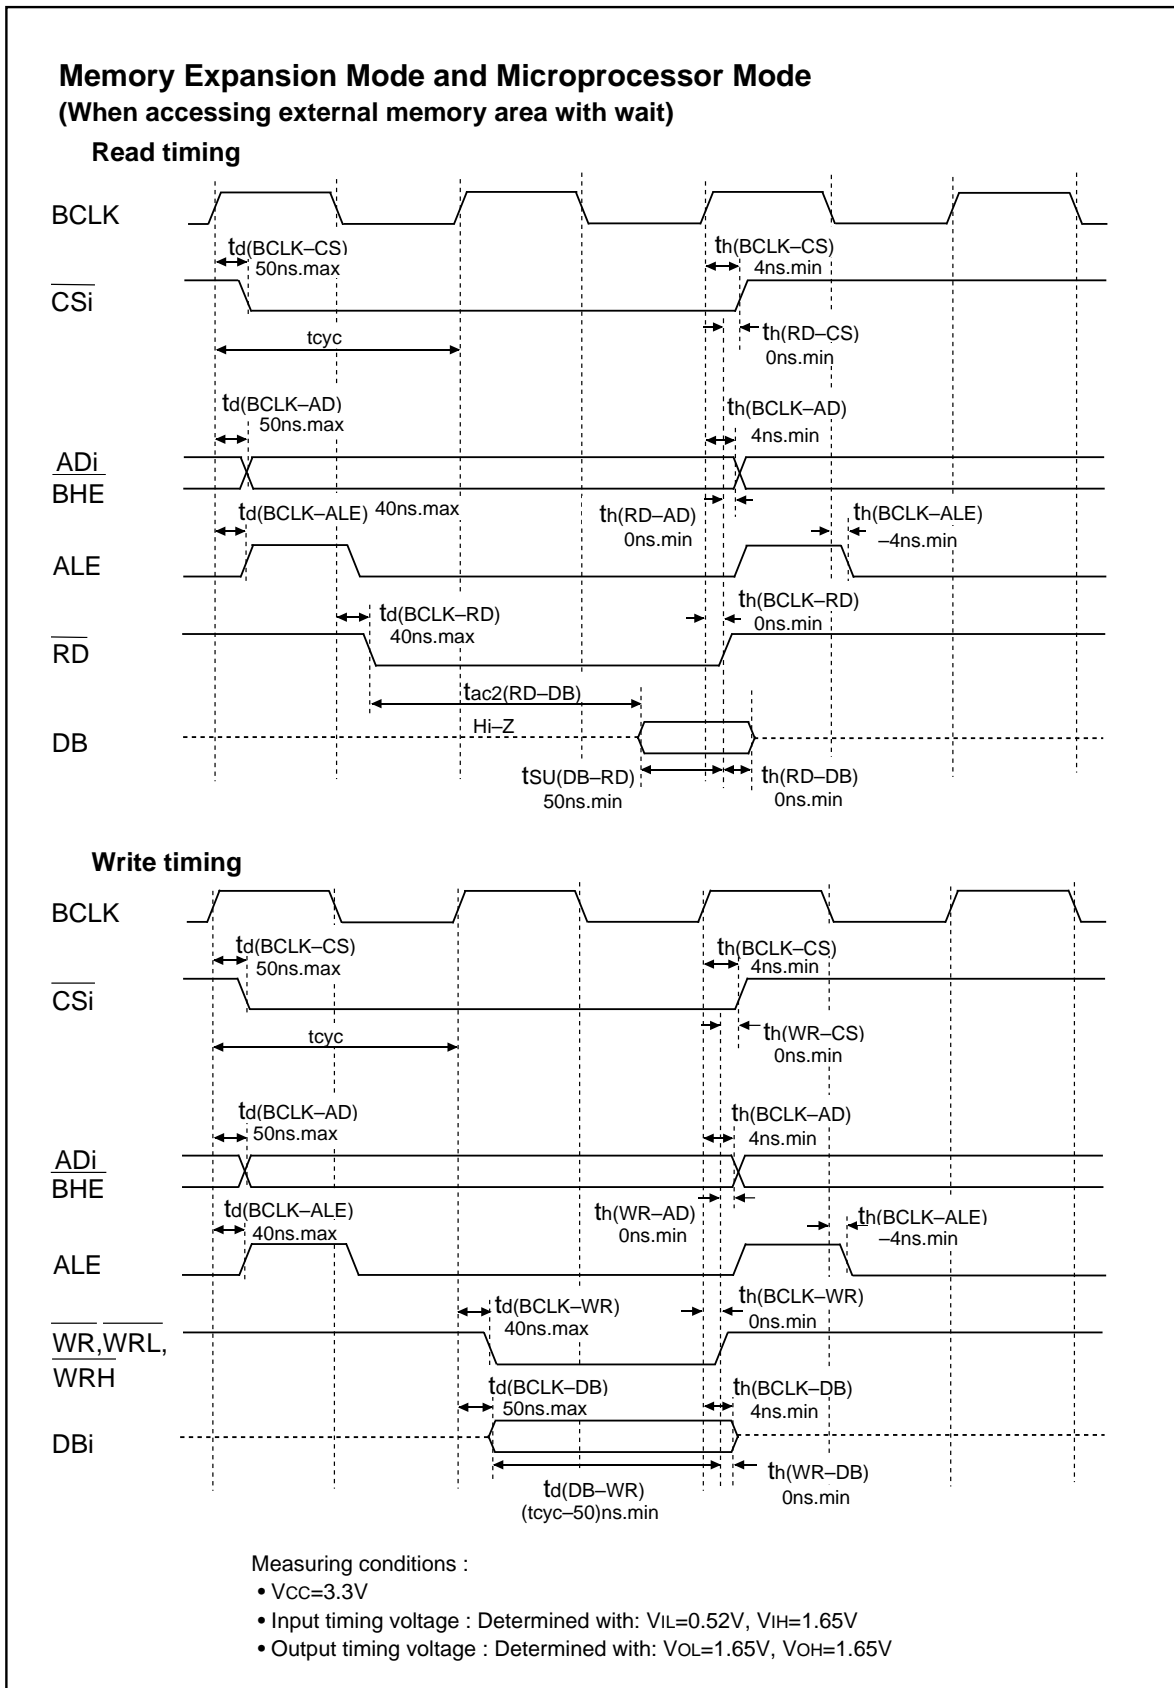 Memory Expansion Mode and Microprocessor Mode
(When accessing external memory area with wait)
Read timing
BCLK
td(BCLK–CS)
50ns.max
th(BCLK–CS)
4ns.min
CSi
tcyc
th(RD–CS)
0ns.min
td(BCLK–AD)
50ns.max
th(BCLK–AD)
4ns.min
ADi
BHE
td(BCLK–ALE) 40ns.max
th(RD–AD)
0ns.min
th(BCLK–ALE)
–4ns.min
ALE
td(BCLK–RD)
40ns.max
th(BCLK–RD)
0ns.min
RD
tac2(RD–DB)
Hi–Z
DB
tSU(DB–RD)
50ns.min
th(RD–DB)
0ns.min
Write timing
BCLK
td(BCLK–CS)
50ns.max
th(BCLK–CS)
4ns.min
CSi
tcyc
th(WR–CS)
0ns.min
td(BCLK–AD)
50ns.max
th(BCLK–AD)
4ns.min
ADi
BHE
td(BCLK–ALE)
40ns.max
th(WR–AD)
0ns.min
th(BCLK–ALE)
–4ns.min
ALE
td(BCLK–WR)
40ns.max
th(BCLK–WR)
0ns.min
WR,WRL,
WRH
td(BCLK–DB)
50ns.max
th(BCLK–DB)
4ns.min
DBi
td(DB–WR)
(tcyc–50)ns.min
th(WR–DB)
0ns.min
Measuring conditions :
• VCC=3.3V
• Input timing voltage : Determined with: VIL=0.52V, VIH=1.65V
• Output timing voltage : Determined with: VOL=1.65V, VOH=1.65V